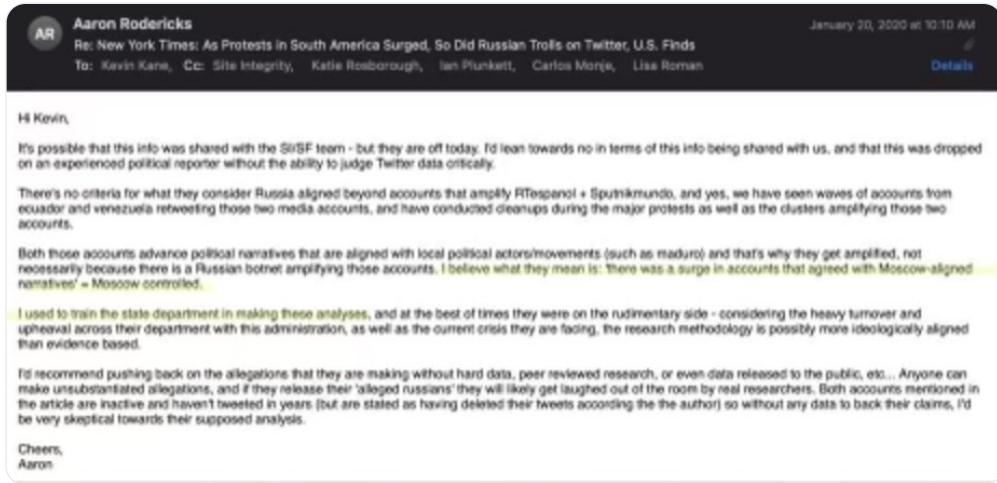 AR
Aaron Rodericks
January 20, 2020 at 10:10 AM
Re: New York Times: As Protests in South America Surged, So Did Russian Trolls on Twitter, U.S. Finds
To: Kevin Kane, Cc: Site Integrity, Katie Rosborough, Ian Plunkett, Carlos Monje, Lisa Roman
Details
Hi Kevin,
It's possible that this info was shared with the SI/SF team - but they are off today. I'd lean towards no in terms of this info being shared with us, and that this was dropped
on an experienced political reporter without the ability to judge Twitter data critically.
There's no criteria for what they consider Russia aligned beyond accounts that amplify RTespanol + Sputnikmundo, and yes, we have seen waves of accounts from
ecuador and venezuela retweeting those two media accounts, and have conducted cleanups during the major protests as well as the clusters amplifying those two
accounts.
Both those accounts advance political narratives that are aligned with local political actors/movements (such as maduro) and that's why they get amplified, not
necessarily because there is a Russian botnet amplifying those accounts. I believe what they mean is: 'there was a surge in accounts that agreed with Moscow-aligned
narratives' = Moscow controlled.
I used to train the state department in making these analyses, and at the best of times they were on the rudimentary side - considering the heavy turnover and
upheaval across their department with this administration, as well as the current crisis they are facing, the research methodology is possibly more ideologically aligned
than evidence based.
I'd recommend pushing back on the allegations that they are making without hard data, peer reviewed research, or even data released to the public, etc... Anyone can
make unsubstantiated allegations, and if they release their 'alleged russians' they will likely get laughed out of the room by real researchers. Both accounts mentioned in
the article are inactive and haven't tweeted in years (but are stated as having deleted their tweets according the the author) so without any data to back their claims, I'd
be very skeptical towards their supposed analysis.
Cheers,
Aaron